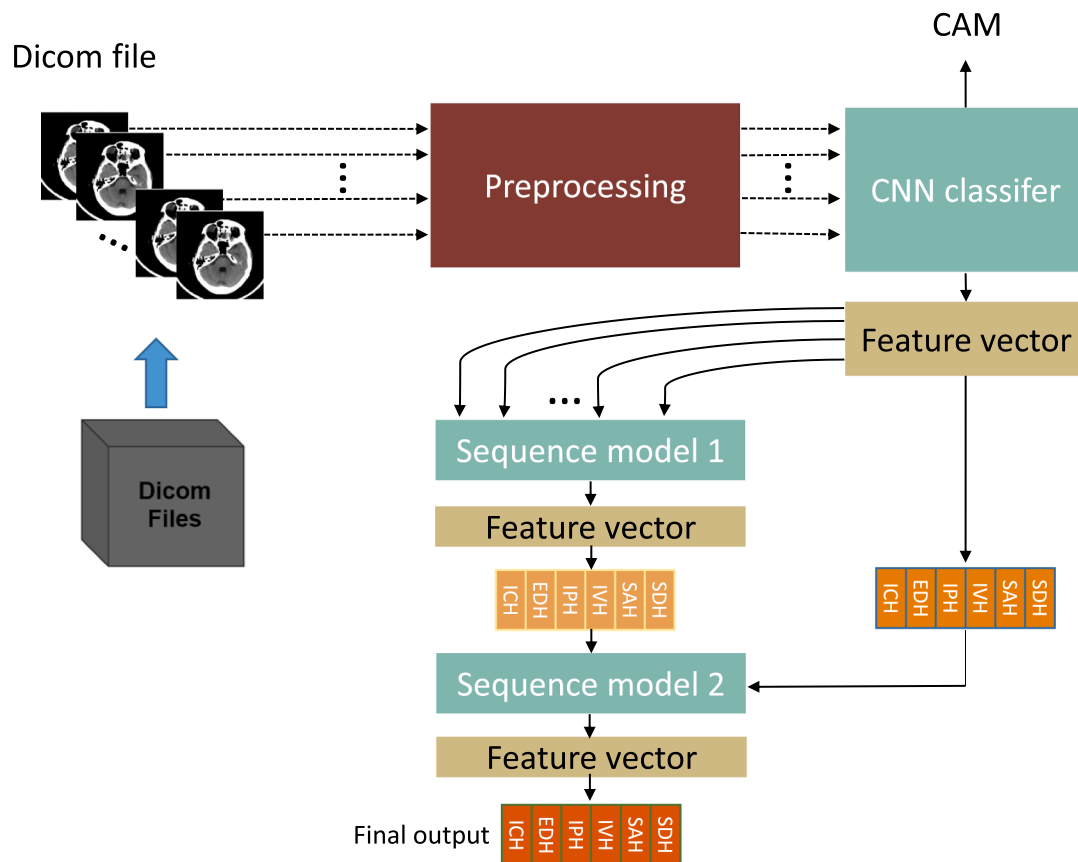 CAM
Dicom file
Preprocessing
CNN classifer
Feature vector
Sequence model 1
Dicom
Files
Feature vector
ICH EDH IPH IVH SAH SDH
ICH EDH IPH IVH SAH SDH
Sequence model 2
Feature vector
Final output
ICH EDH IPH IVH SAH SDH